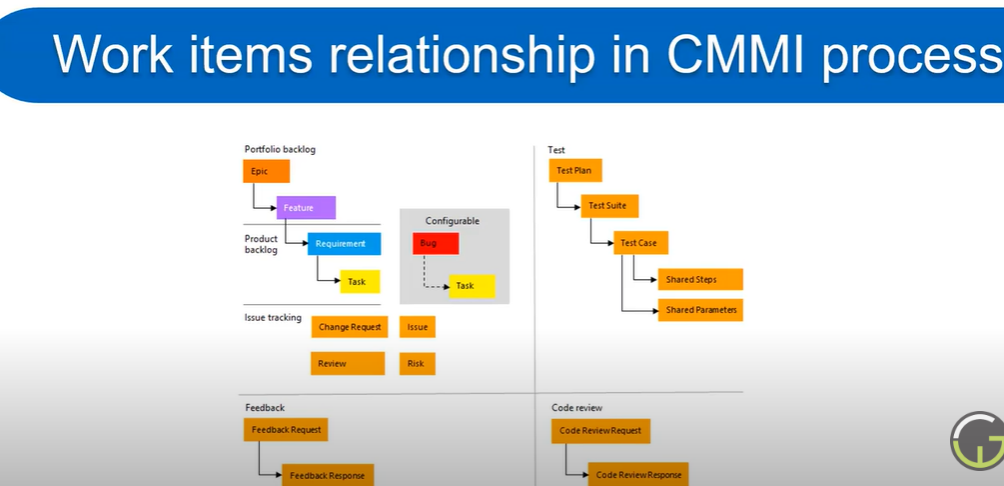 Work items relationship in CMMI process
Portfolio backlog
Epic
Feature
Product
backlog
Requirement
Task
Configurable
Bug
Task
Issue tracking
Change Request
Issue
Review
Risk
Test
Test Plan
Test Suite
Test Case
Shared Steps
Shared Parameters
Feedback
Feedback Request
Feedback Response
Code review
Code Review Request
Code Review Response